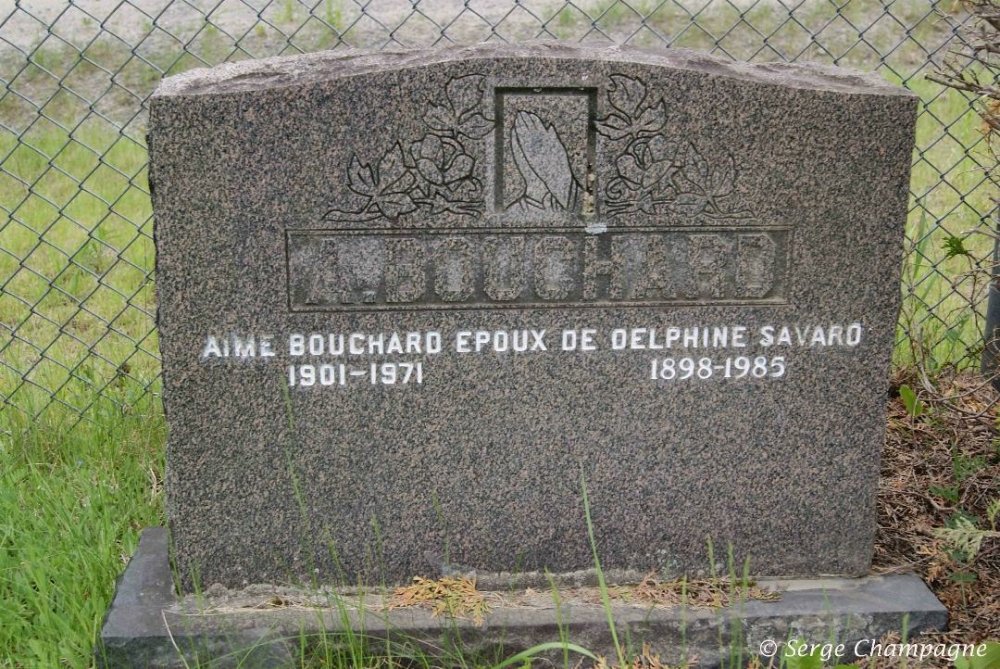 A. BOUCHARD
AIME BOUCHARD EPOUX DE DELPHINE SAVARD
1901-1971 1898-1985
© Serge Champagne